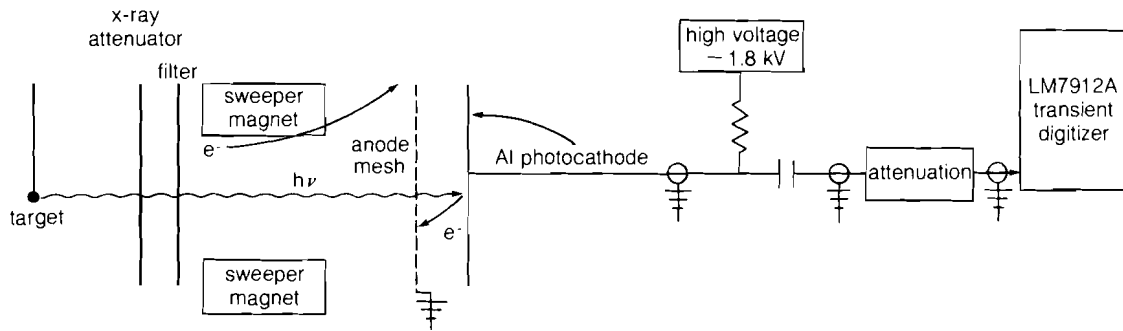 x-ray
attenuator
filter
sweeper
magnet
e-
anode
mesh
hν
target
sweeper
magnet
e-
Al photocathode
high voltage
– 1.8 kV
attenuation
LM7912A
transient
digitizer